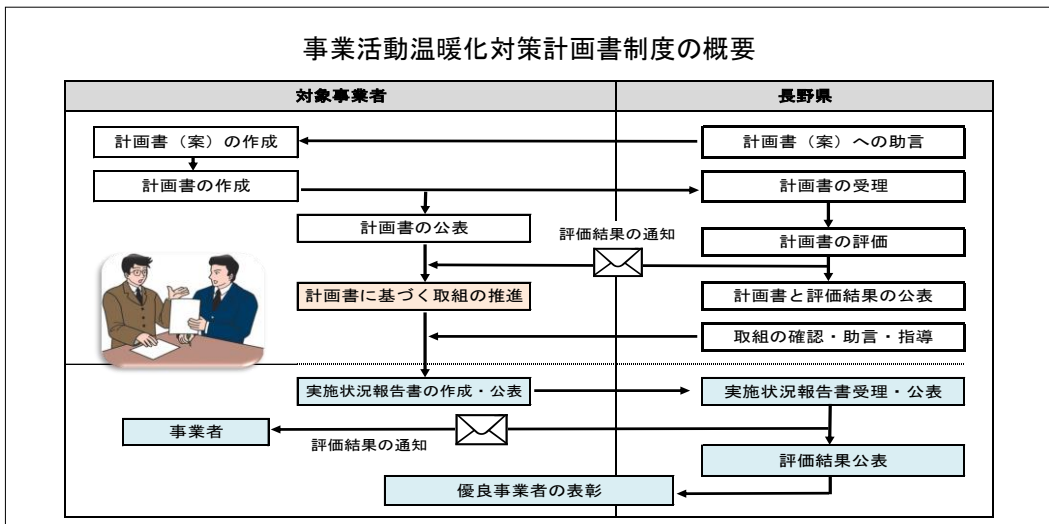 事業活動温暖化対策計画書制度の概要
対象事業者
長野県
計画書（案）の作成
計画書（案）への助言
計画書の作成
計画書の受理
計画書の公表
評価結果の通知
計画書の評価
計画書に基づく取組の推進
計画書と評価結果の公表
取組の確認・助言・指導
実施状況報告書の作成・公表
実施状況報告書受理・公表
事業者
評価結果の通知
評価結果公表
優良事業者の表彰